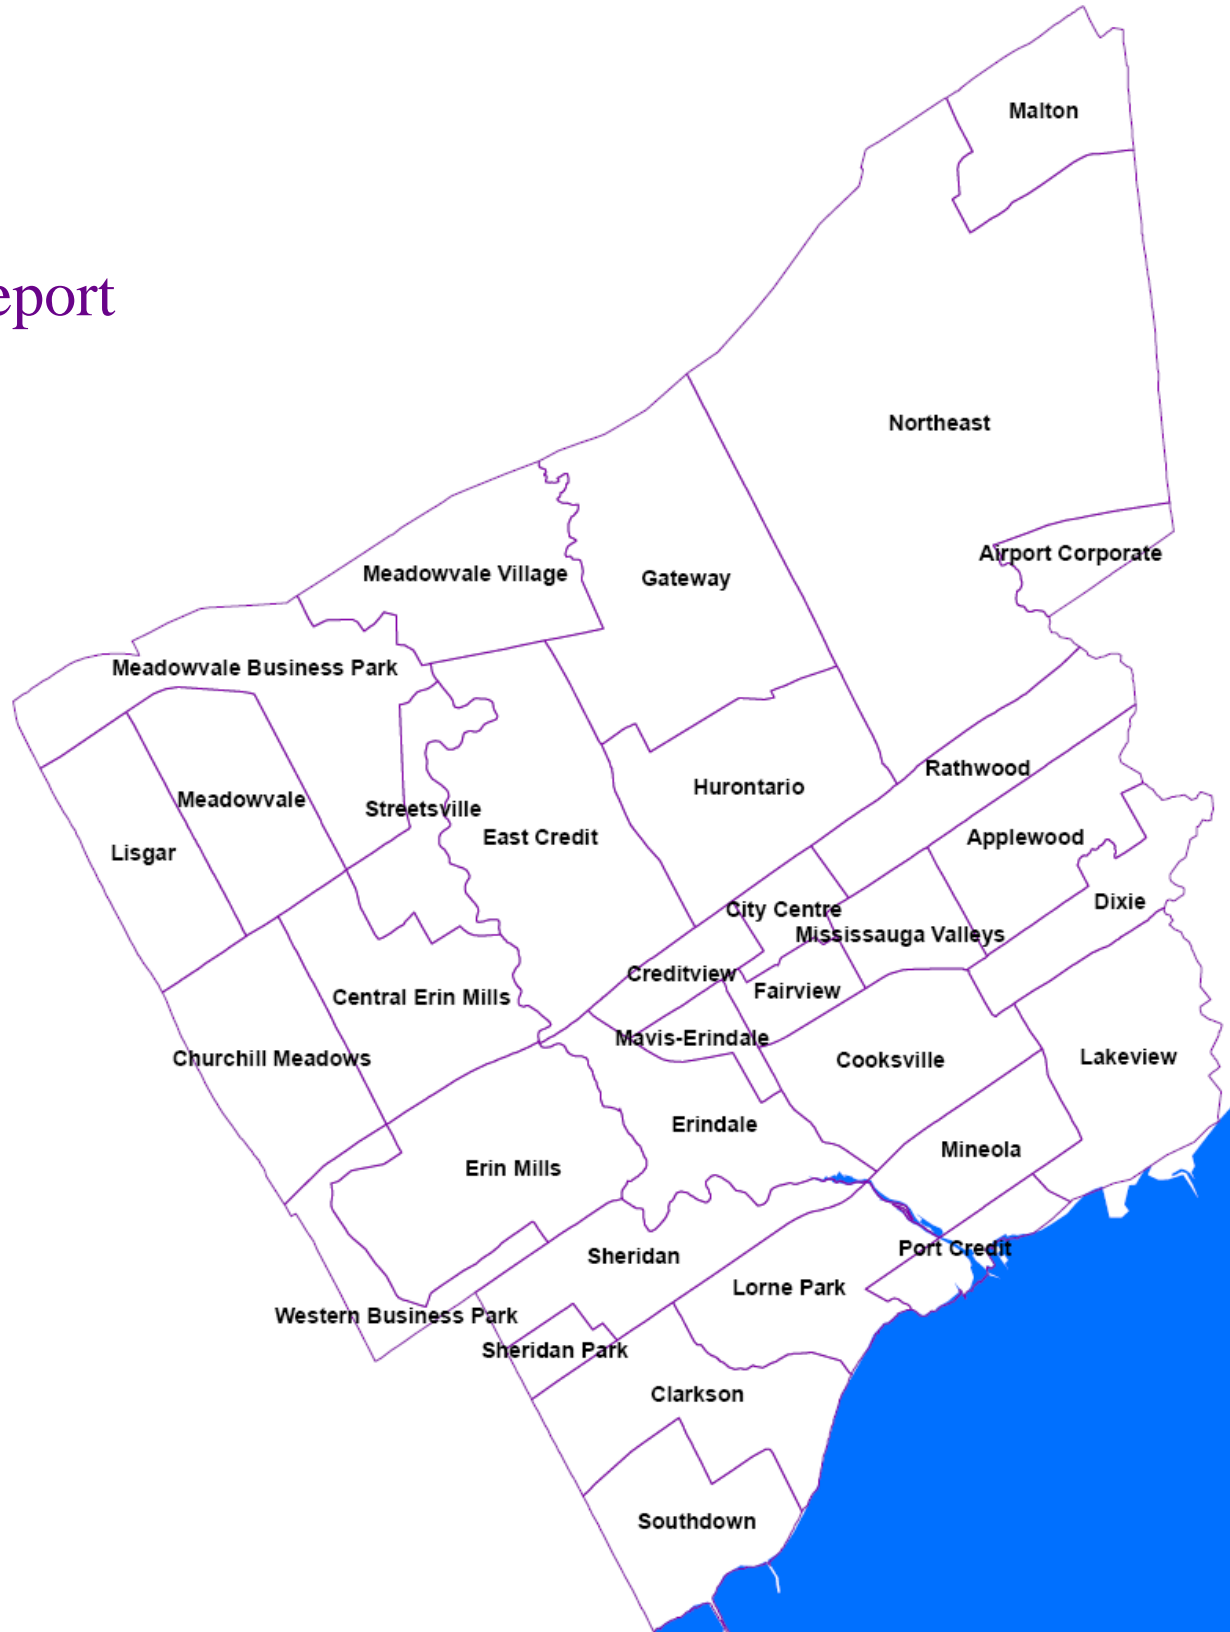 Malton
eport
Northeast
Airport Corporate
Meadowvale Village
Gateway
Meadowvale Business Park
Rathwood
Hurontario
Meadowvale
Streetsville
East Credit
Applewood
Lisgar
Dixie
City Centre
Mississauga Valleys
Creditview
Fairview
Central Erin Mills
Mavis-Erindale
Churchill Meadows
Cooksville
Lakeview
Erindale
Mineola
Erin Mills
Port Credit
Sheridan
Lorne Park
Western Business Park
Sheridan Park
Clarkson
Southdown